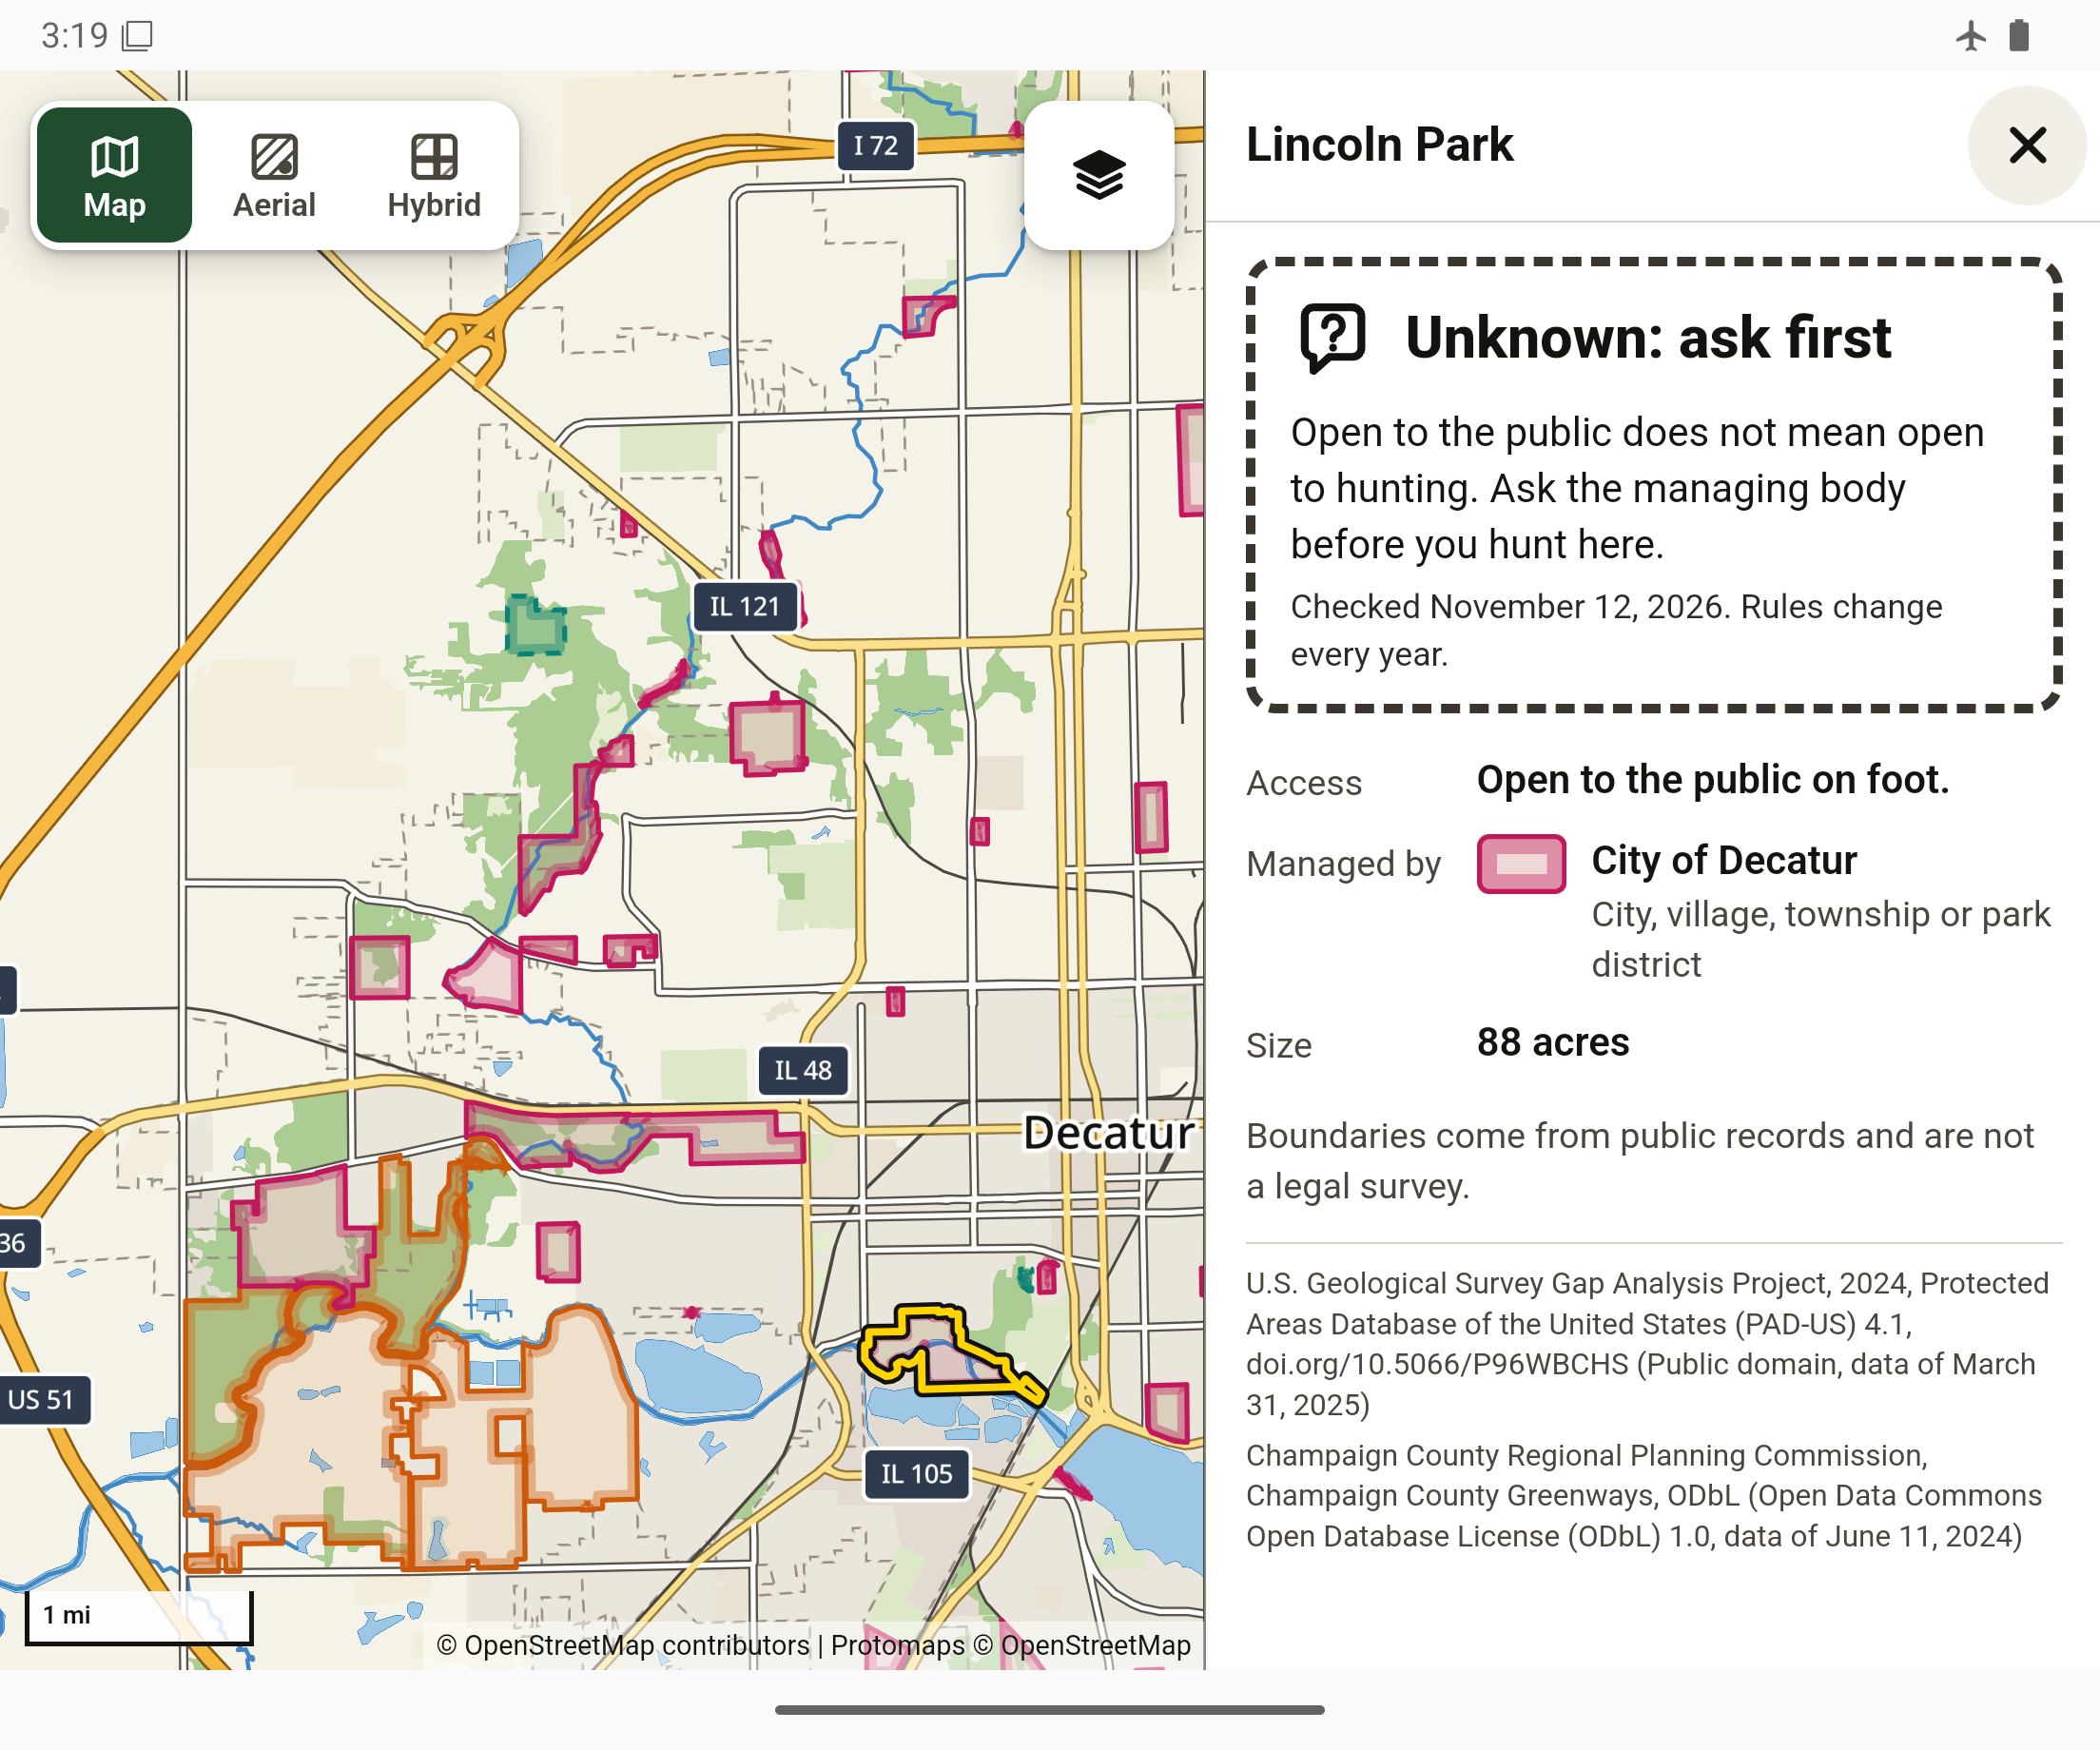 3:19
Map
Aerial
Hybrid
I 72
IL 121
IL 48
Decatur
36
US 51
IL 105
1 mi
© OpenStreetMap contributors | Protomaps © OpenStreetMap
Lincoln Park
Unknown: ask first
Open to the public does not mean open
to hunting. Ask the managing body
before you hunt here.
Checked November 12, 2026. Rules change
every year.
Access
Open to the public on foot.
Managed by
City of Decatur
City, village, township or park
district
Size
88 acres
Boundaries come from public records and are not
a legal survey.
U.S. Geological Survey Gap Analysis Project, 2024, Protected
Areas Database of the United States (PAD-US) 4.1,
doi.org/10.5066/P96WBCHS (Public domain, data of March
31, 2025)
Champaign County Regional Planning Commission,
Champaign County Greenways, ODbL (Open Data Commons
Open Database License (ODbL) 1.0, data of June 11, 2024)